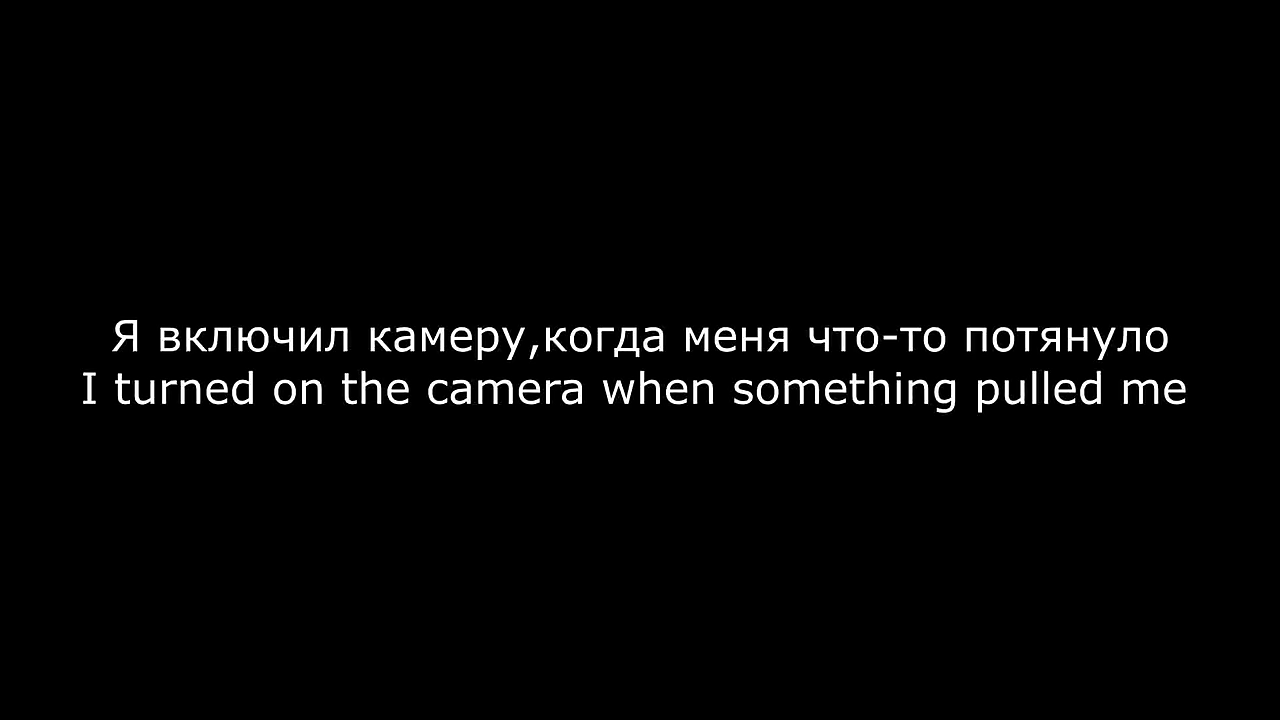 Я включил камеру,когда меня что-то потянуло
I turned on the camera when something pulled me